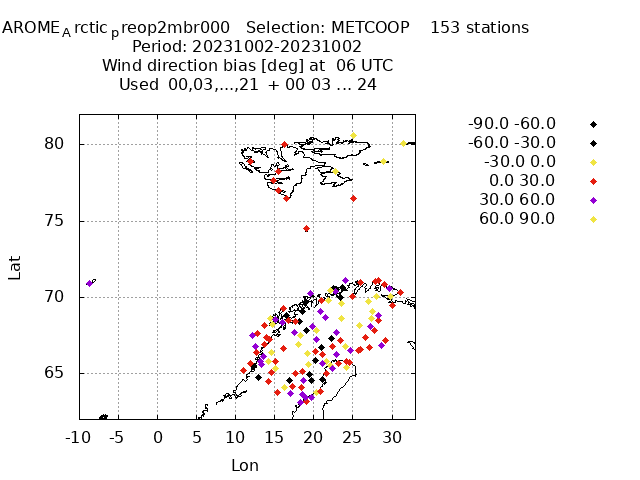 AROME_Arctic_preop2mbr000 Selection: METCOOP 153 stations
Period: 20231002-20231002
Wind direction bias [deg] at 06 UTC
Used 00,03,...,21 + 00 03 ... 24
-90.0 -60.0
-60.0 -30.0
-30.0 0.0
0.0 30.0
30.0 60.0
60.0 90.0
80
75
70
65
Lat
-10 -5 0 5 10 15 20 25 30
Lon